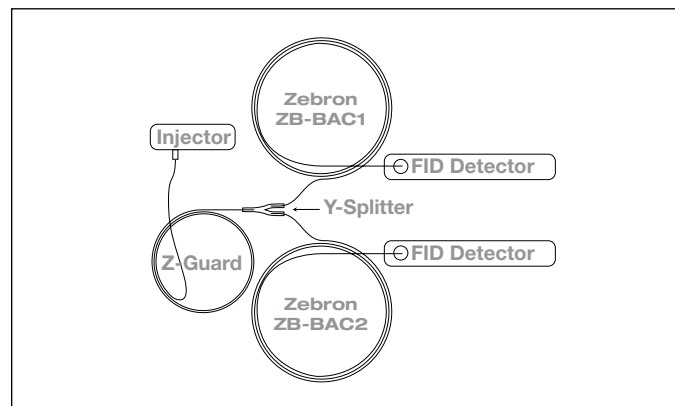 Zebron
ZB-BAC1
Injector
FID Detector
Y-Splitter
Z-Guard
FID Detector
Zebron
ZB-BAC2